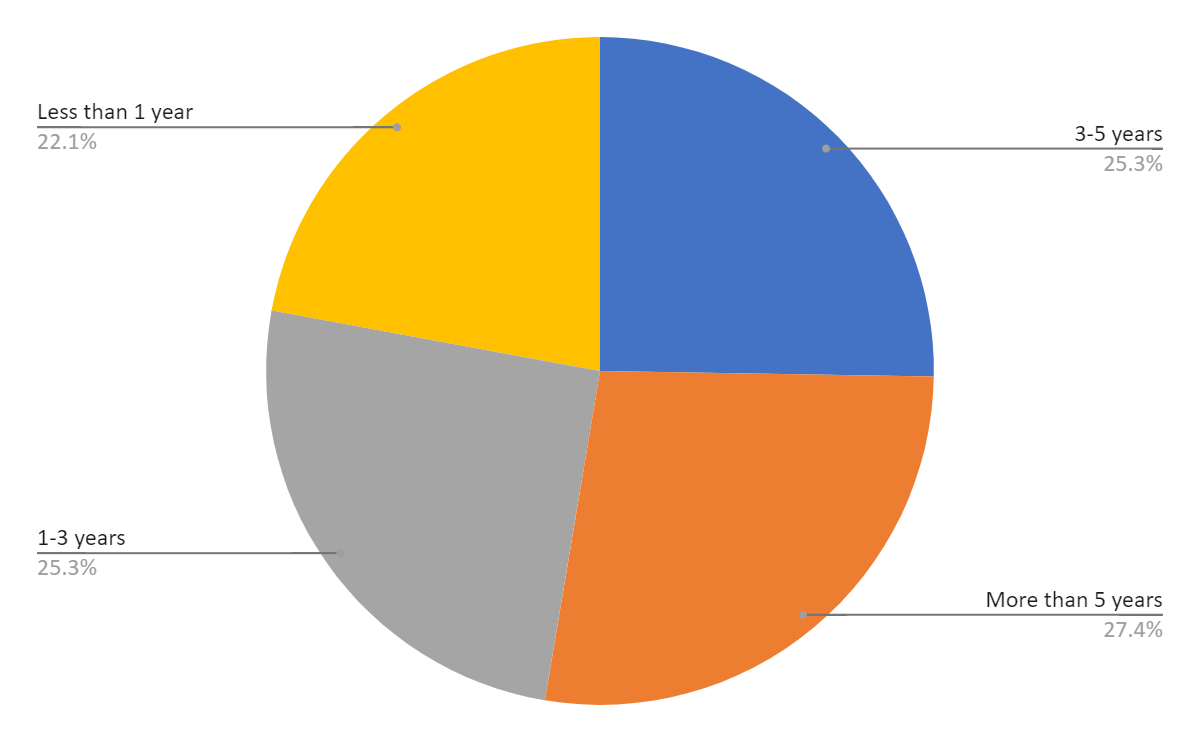 Less than 1 year
22.1%
3-5 years
25.3%
1-3 years
25.3%
More than 5 years
27.4%